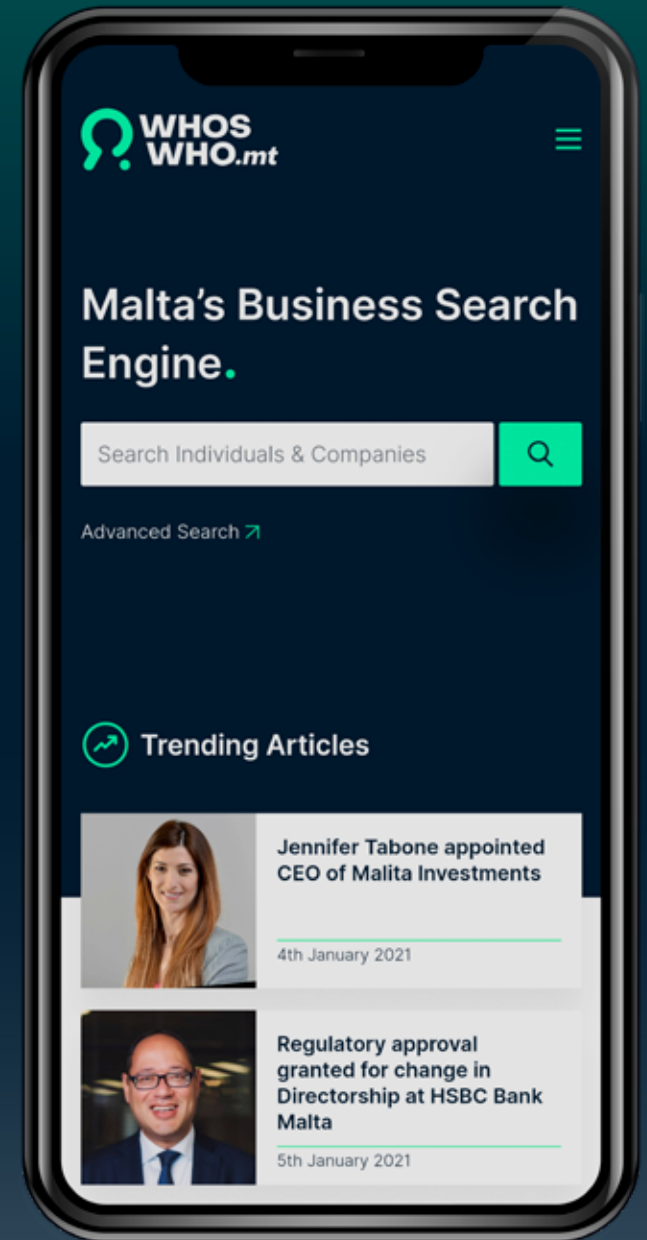 WHOS
WHO.mt
Malta’s Business Search
Engine.
Search Individuals & Companies
Advanced Search
Trending Articles
Jennifer Tabone appointed
CEO of Malita Investments
4th January 2021
Regulatory approval
granted for change in
Directorship at HSBC Bank
Malta
5th January 2021